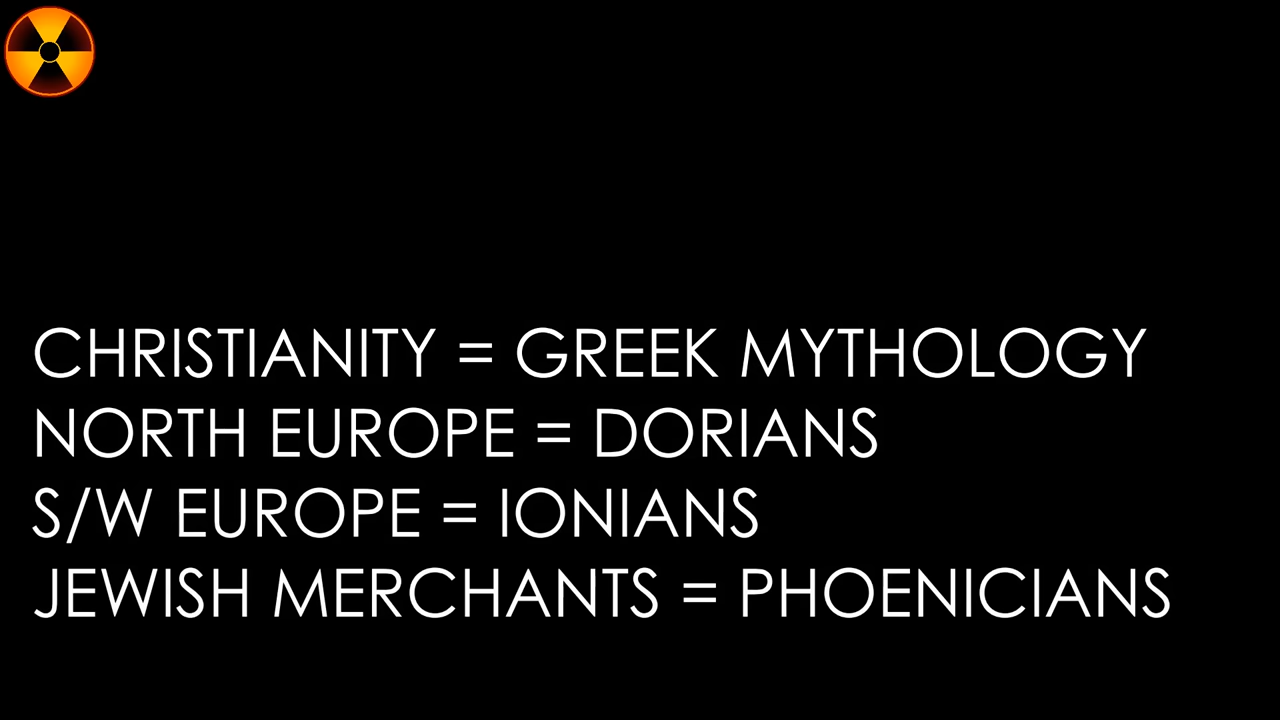 CHRISTIANITY = GREEK MYTHOLOGY
NORTH EUROPE = DORIANS
S/W EUROPE = IONIANS
JEWISH MERCHANTS = PHOENICIANS